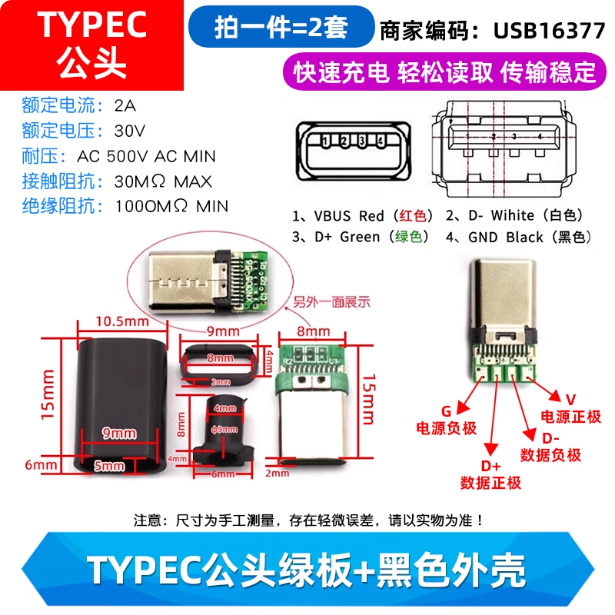 TYPEC
公头
拍一件=2套
商家编码：USB16377
快速充电 轻松读取 传输稳定
额定电流：2A
额定电压：30V
耐压：AC 500V AC MIN
接触阻抗：30MΩ MAX
绝缘阻抗：1000MΩ MIN
1 2 3 4
1 2 3 4
1、VBUS Red（红色）
2、D- Wihite（白色）
3、D+ Green（绿色）
4、GND Black（黑色）
另外一面展示
10.5mm
9mm
8mm
8mm
4mm
2mm
15mm
15mm
8mm
4mm
Φ3mm
9mm
5mm
6mm
4mm
6mm
2mm
G
电源负极
V
电源正极
D-
数据负极
D+
数据正极
注意：尺寸为手工测量，存在轻微误差，请以实物为准！
TYPEC公头绿板+黑色外壳